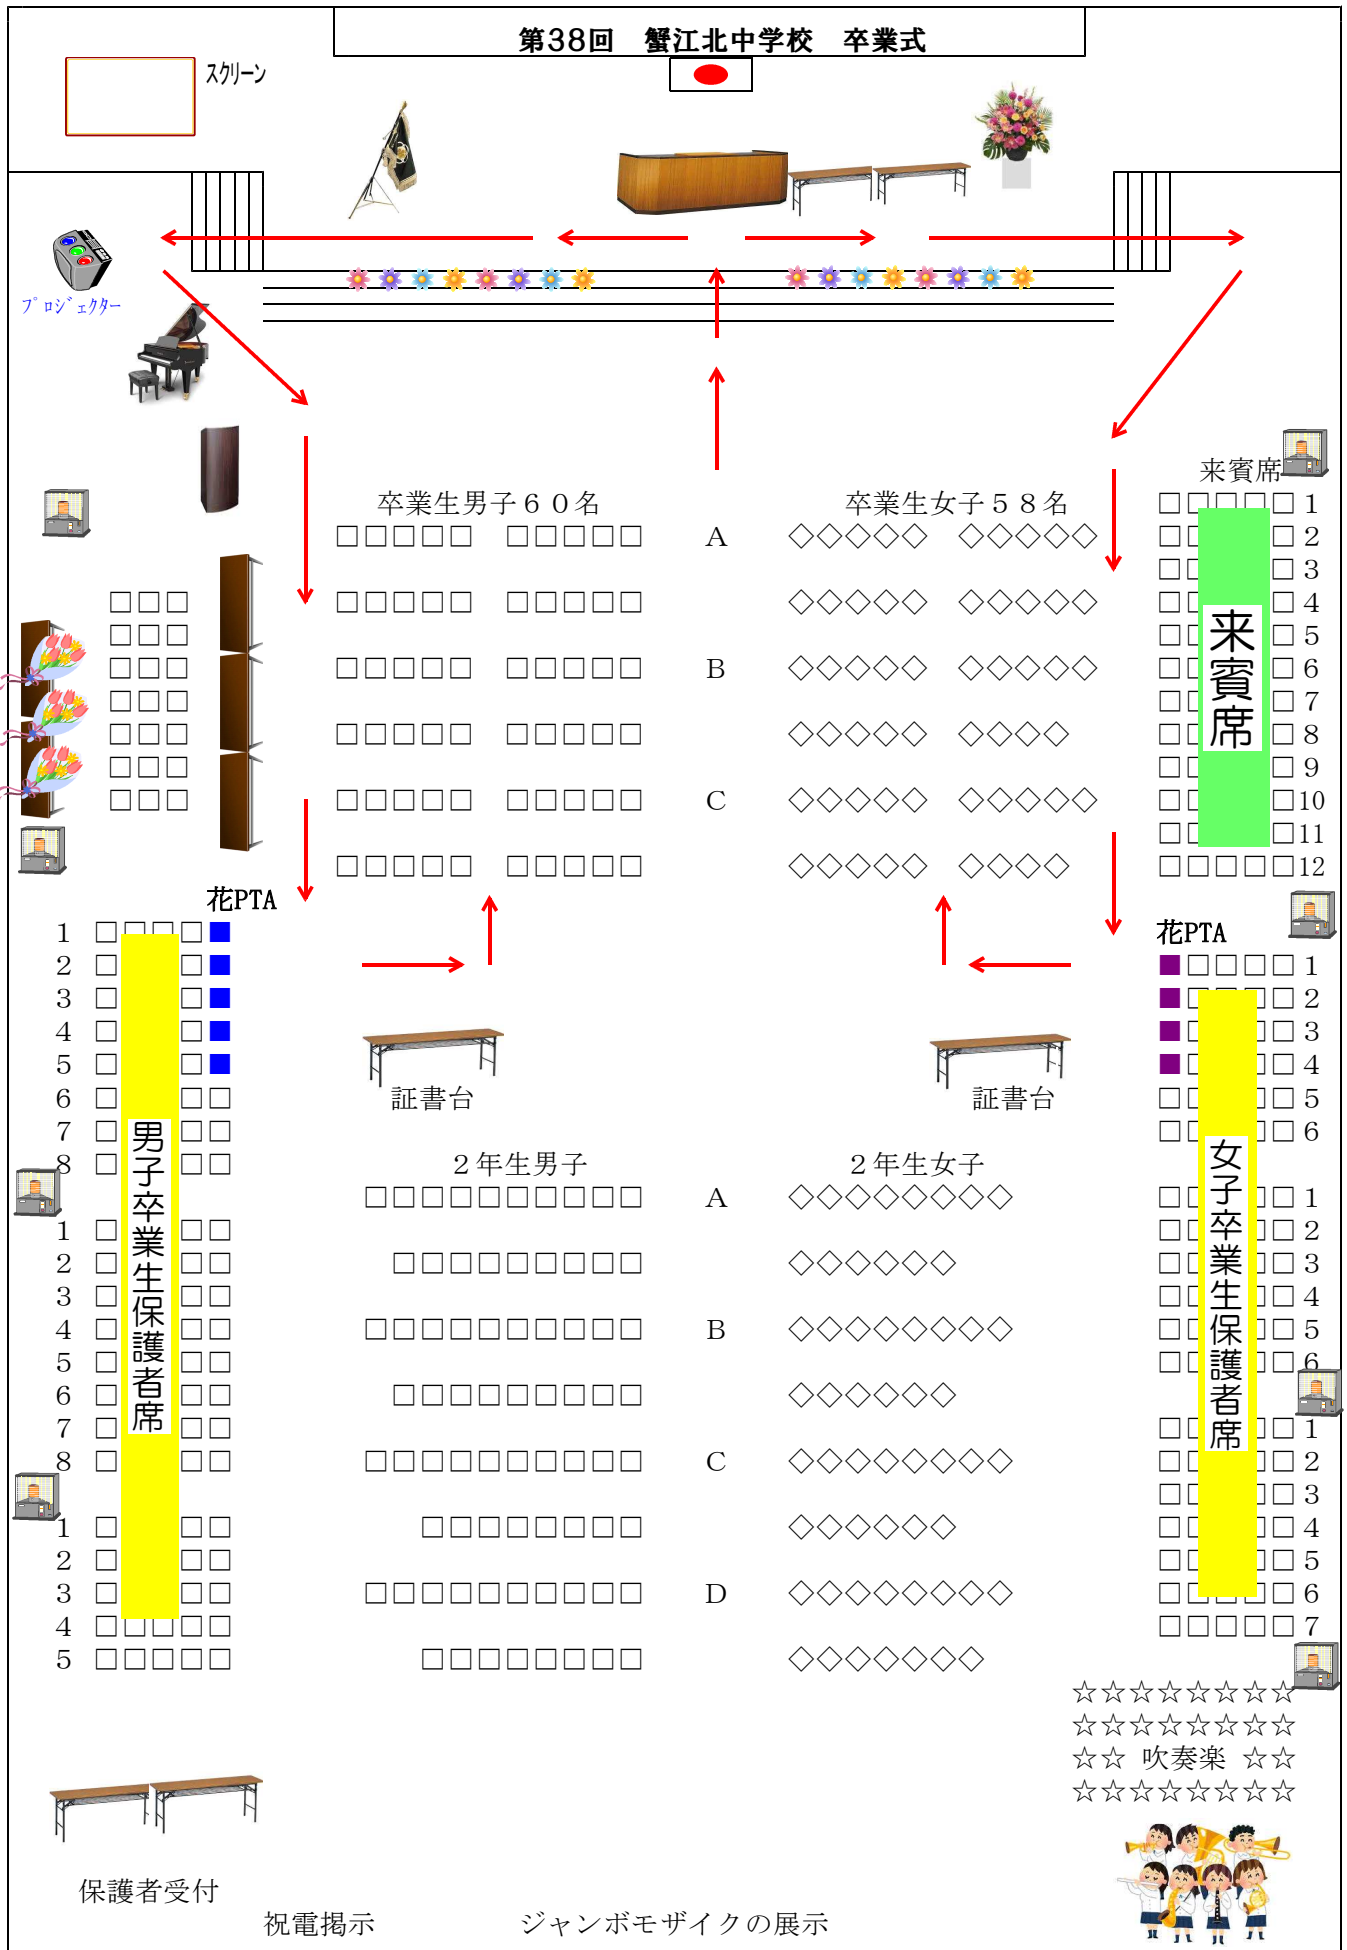 第38回　蟹江北中学校　卒業式
スクリーン
プロジェクター
来賓席
卒業生男子６０名
卒業生女子５８名
□□□□□ 1
□□□□□　□□□□□　A　◇◇◇◇◇　◇◇◇◇◇
2
3
□□□
□□□□□　□□□□□　◇◇◇◇◇　◇◇◇◇◇
4
□□□
5
□□□
□□□□□　□□□□□　B　◇◇◇◇◇　◇◇◇◇◇
6
□□□
7
□□□
□□□□□　□□□□□　◇◇◇◇◇　◇◇◇◇
8
□□□
9
□□□
□□□□□　□□□□□　C　◇◇◇◇◇　◇◇◇◇◇
10
11
□□□□□　□□□□□　◇◇◇◇◇　◇◇◇◇
□□□□□12
来賓席
花PTA
花PTA
1 □□□□■
2
3
4
5
6
7
8
1
2
3
4
5
6
7
8
1
2
3
4 □□□□□
5 □□□□□
男子卒業生保護者席
■□□□□ 1
2
3
4
5
6
1
2
3
4
5
6
1
2
3
4
5
6
□□□□□ 7
女子卒業生保護者席
証書台
証書台
２年生男子
２年生女子
□□□□□□□□□□　A　◇◇◇◇◇◇◇◇
□□□□□□□□□　◇◇◇◇◇◇
□□□□□□□□□□　B　◇◇◇◇◇◇◇◇
□□□□□□□□□　◇◇◇◇◇◇
□□□□□□□□□□　C　◇◇◇◇◇◇◇◇
□□□□□□□□　◇◇◇◇◇◇
□□□□□□□□□□　D　◇◇◇◇◇◇◇◇
□□□□□□□□　◇◇◇◇◇◇◇
☆☆☆☆☆☆☆☆
☆☆☆☆☆☆☆☆
☆☆ 吹奏楽 ☆☆
☆☆☆☆☆☆☆☆
保護者受付
祝電掲示
ジャンボモザイクの展示